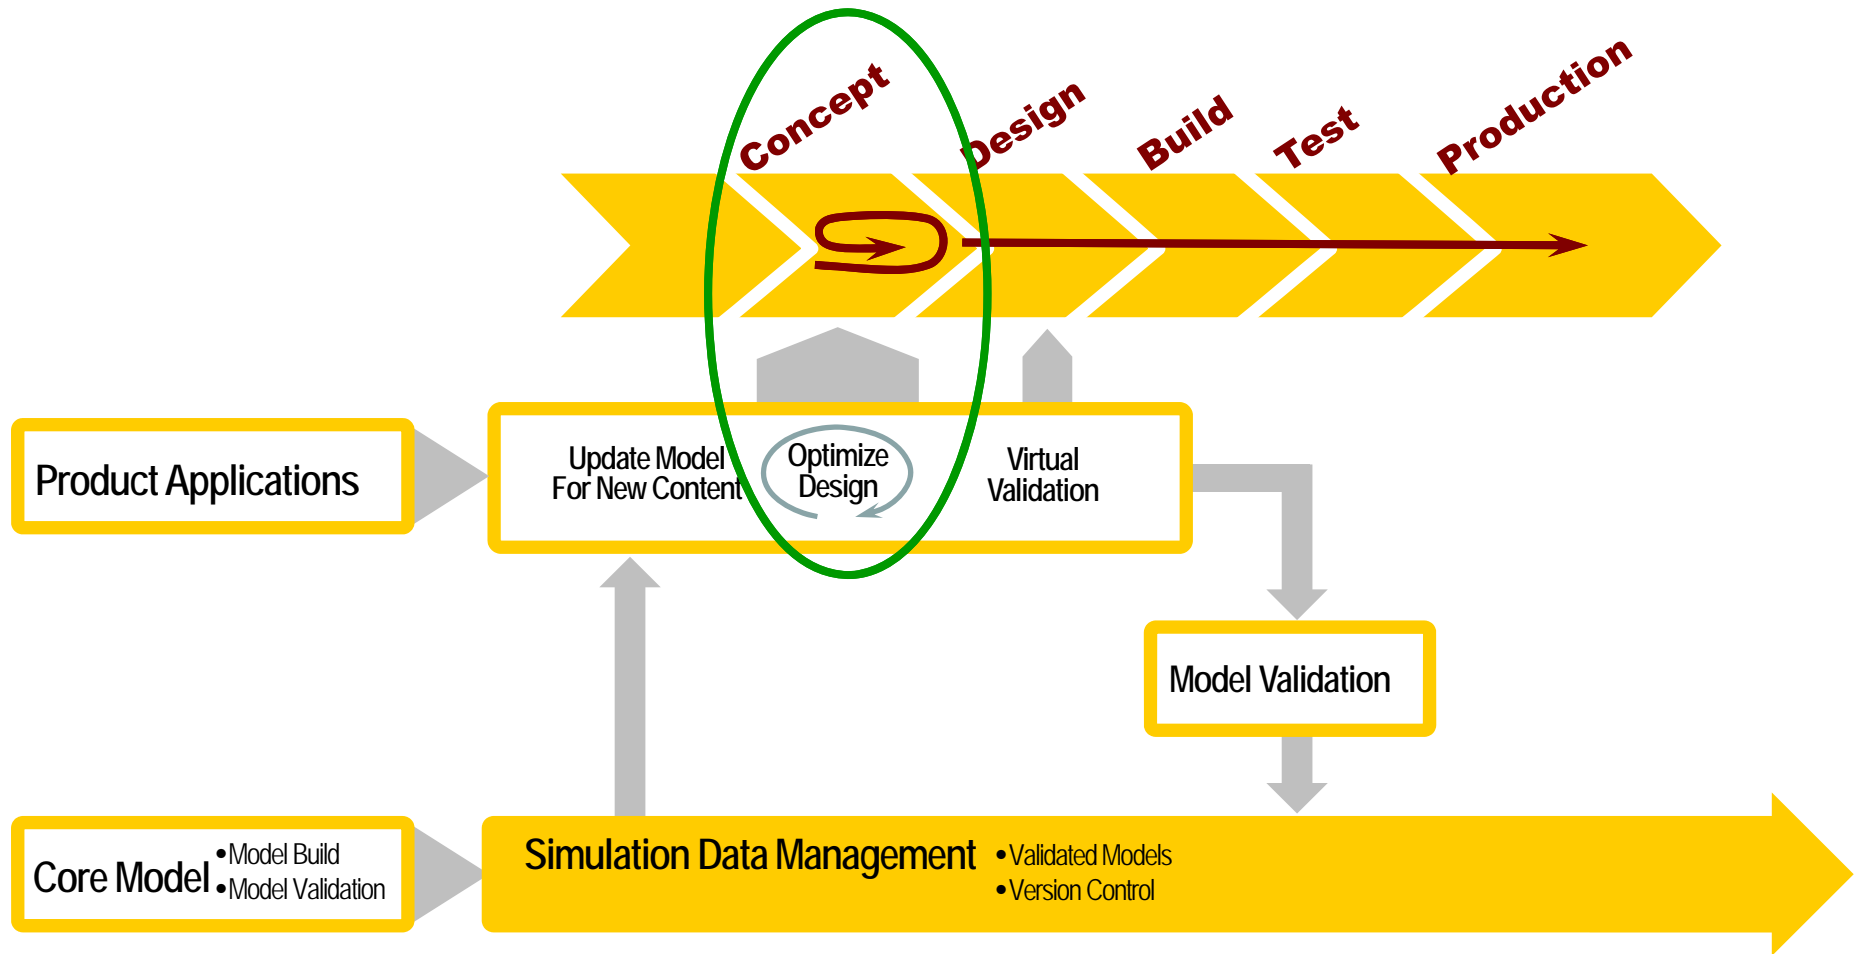 Concept
Design
Build
Test
Production
Product Applications
Update Model
For New Content
Optimize
Design
Virtual
Validation
Model Validation
Core Model
•Model Build
•Model Validation
Simulation Data Management
•Validated Models
•Version Control